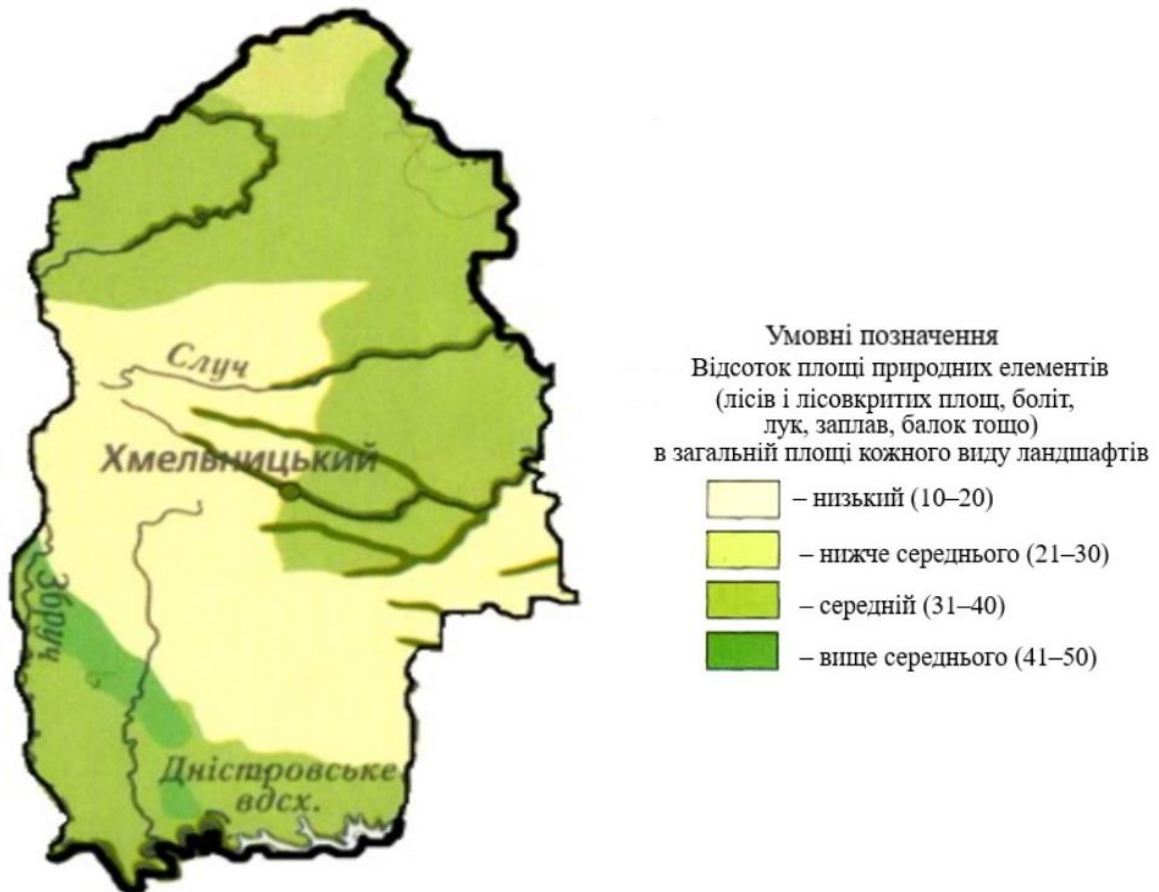 Случ
Хмельницький
Збруч
Дністровське
вдсх.
Умовні позначення
Відсоток площі природних елементів
(лісів і лісовкритих площ, боліт,
лук, заплав, балок тощо)
в загальній площі кожного виду ландшафтів
– низький (10–20)
– нижче середнього (21–30)
– середній (31–40)
– вище середнього (41–50)